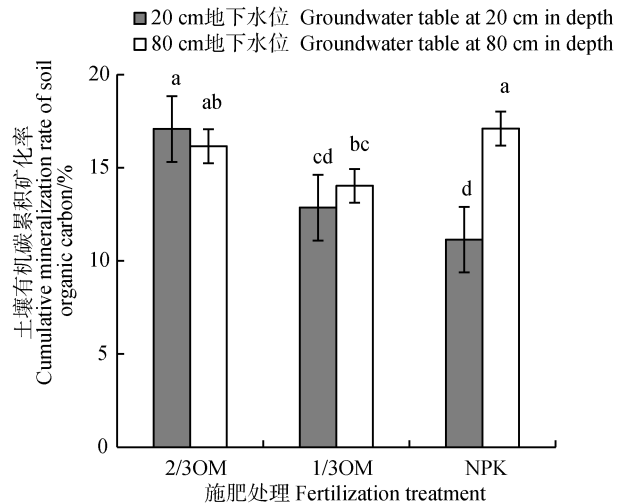 20 cm地下水位 Groundwater table at 20 cm in depth
80 cm地下水位 Groundwater table at 80 cm in depth
土壤有机碳累积矿化率
Cumulative mineralization rate of soil
organic carbon/%
20
15
10
5
0
a
ab
cd
bc
d
a
2/3OM
1/3OM
NPK
施肥处理 Fertilization treatment